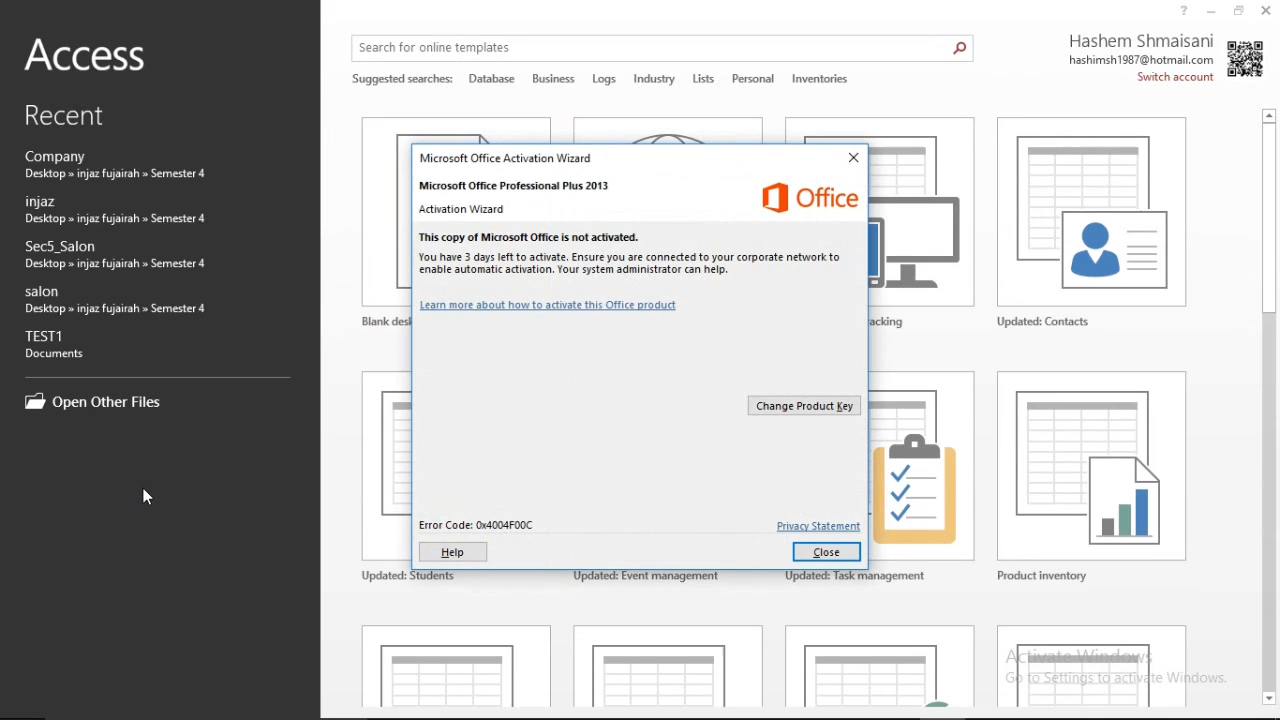 Access
Recent
Company
Desktop » injaz fujairah » Semester 4
injaz
Desktop » injaz fujairah » Semester 4
Sec5_Salon
Desktop » injaz fujairah » Semester 4
salon
Desktop » injaz fujairah » Semester 4
TEST1
Documents
Open Other Files
?
Search for online templates
Suggested searches: Database Business Logs Industry Lists Personal Inventories
Hashem Shmaisani
hashimsh1987@hotmail.com
Switch account
Microsoft Office Activation Wizard
Microsoft Office Professional Plus 2013
Activation Wizard
Office
This copy of Microsoft Office is not activated.
You have 3 days left to activate. Ensure you are connected to your corporate network to
enable automatic activation. Your system administrator can help.
Learn more about how to activate this Office product
Change Product Key
Error Code: 0x4004F00C
Privacy Statement
Help
Close
Blank des
acking
Updated: Contacts
Updated: Students
Updated: Event management
Updated: Task management
Product inventory
Activate Windows
Go to Settings to activate Windows.